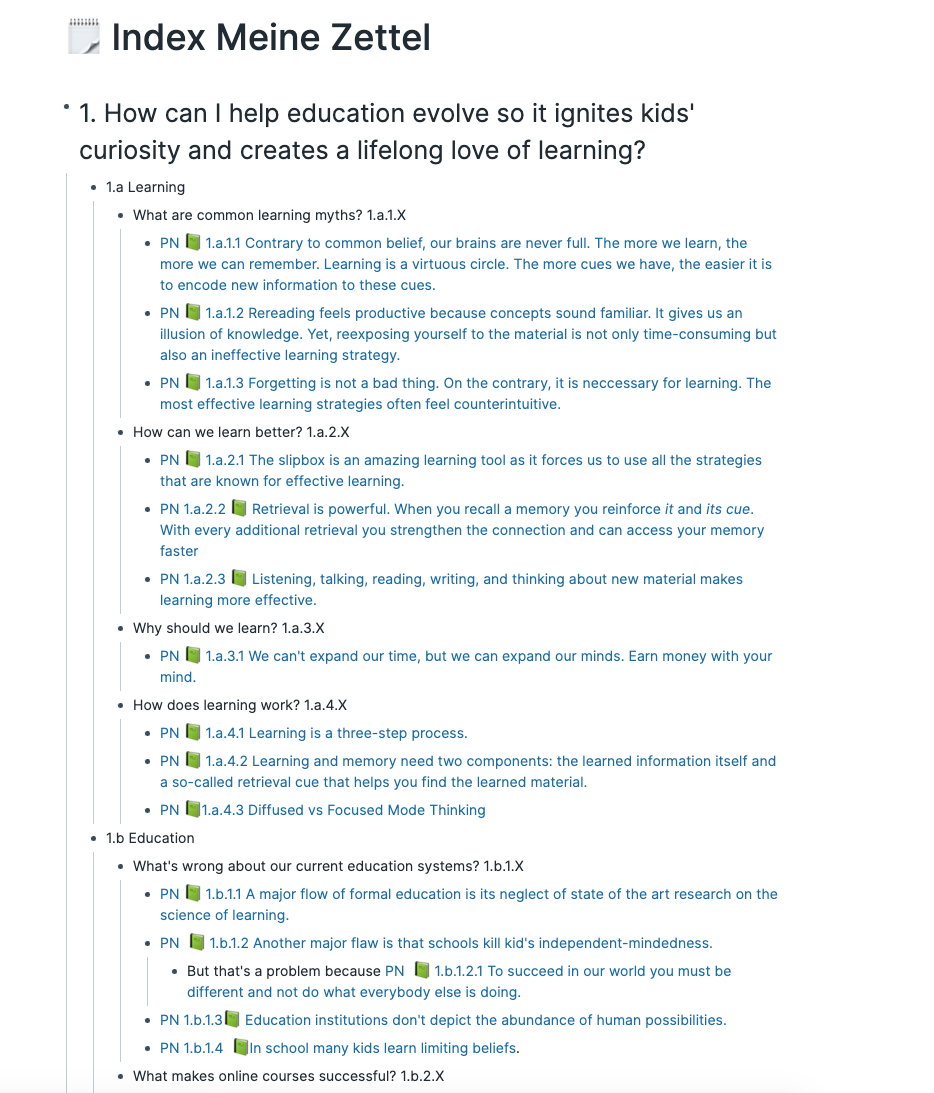 Index Meine Zettel
1. How can I help education evolve so it ignites kids'
curiosity and creates a lifelong love of learning?
1.a Learning
What are common learning myths? 1.a.1.X
PN 📗 1.a.1.1 Contrary to common belief, our brains are never full. The more we learn, the
more we can remember. Learning is a virtuous circle. The more cues we have, the easier it is
to encode new information to these cues.
PN 📗 1.a.1.2 Rereading feels productive because concepts sound familiar. It gives us an
illusion of knowledge. Yet, reexposing yourself to the material is not only time-consuming but
also an ineffective learning strategy.
PN 📗 1.a.1.3 Forgetting is not a bad thing. On the contrary, it is neccessary for learning. The
most effective learning strategies often feel counterintuitive.
How can we learn better? 1.a.2.X
PN 📗 1.a.2.1 The slipbox is an amazing learning tool as it forces us to use all the strategies
that are known for effective learning.
PN 1.a.2.2 📗 Retrieval is powerful. When you recall a memory you reinforce it and its cue.
With every additional retrieval you strengthen the connection and can access your memory
faster
PN 1.a.2.3 📗 Listening, talking, reading, writing, and thinking about new material makes
learning more effective.
Why should we learn? 1.a.3.X
PN 📗 1.a.3.1 We can't expand our time, but we can expand our minds. Earn money with your
mind.
How does learning work? 1.a.4.X
PN 📗 1.a.4.1 Learning is a three-step process.
PN 📗 1.a.4.2 Learning and memory need two components: the learned information itself and
a so-called retrieval cue that helps you find the learned material.
PN 📗1.a.4.3 Diffused vs Focused Mode Thinking
1.b Education
What's wrong about our current education systems? 1.b.1.X
PN 📗 1.b.1.1 A major flow of formal education is its neglect of state of the art research on the
science of learning.
PN 📗 1.b.1.2 Another major flaw is that schools kill kid's independent-mindedness.
But that's a problem because PN 📗 1.b.1.2.1 To succeed in our world you must be
different and not do what everybody else is doing.
PN 1.b.1.3📗 Education institutions don't depict the abundance of human possibilities.
PN 1.b.1.4 📗In school many kids learn limiting beliefs.
What makes online courses successful? 1.b.2.X